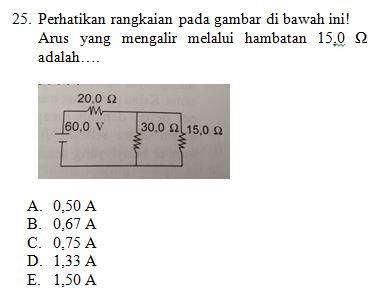 25. Perhatikan rangkaian pada gambar di bawah ini!
Arus yang mengalir melalui hambatan 15,0 Ω
adalah....
20,0 Ω
60,0 V
30,0 Ω
15,0 Ω
A. 0,50 A
B. 0,67 A
C. 0,75 A
D. 1,33 A
E. 1,50 A